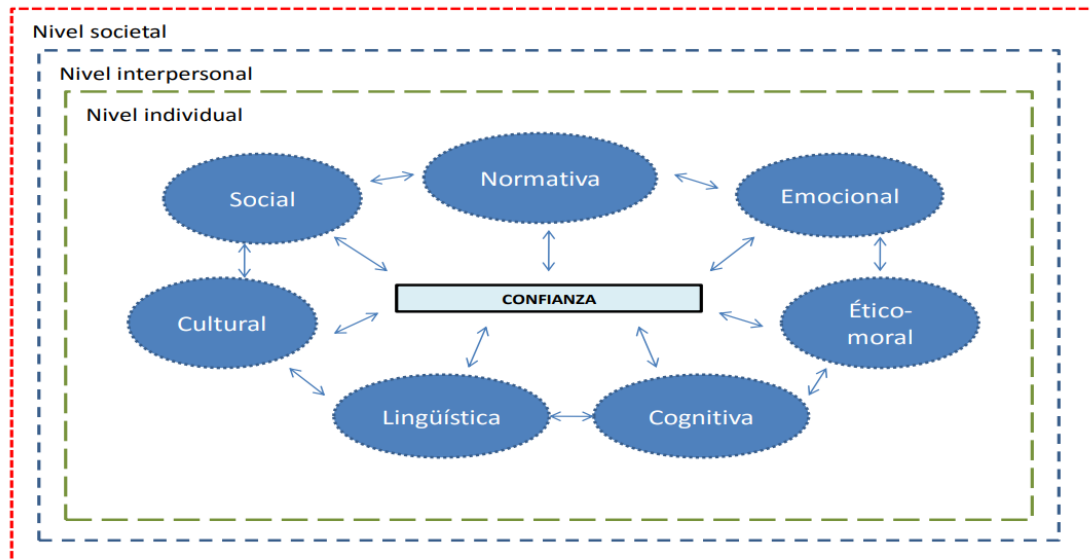 Nivel societal
Nivel interpersonal
Nivel individual
Normativa
Social
Emocional
CONFIANZA
Cultural
Ético-
moral
Lingüística
Cognitiva